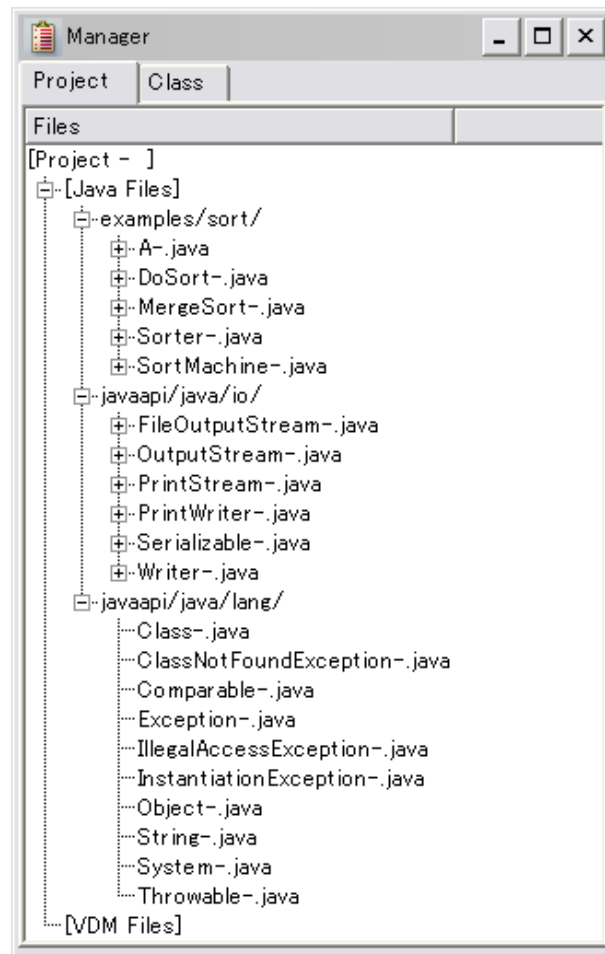 Manager
Project Class
Files
[Project - ]
[Java Files]
examples/sort/
A-.java
DoSort-.java
MergeSort-.java
Sorter-.java
SortMachine-.java
javaapi/java/io/
FileOutputStream-.java
OutputStream-.java
PrintStream-.java
PrintWriter-.java
Serializable-.java
Writer-.java
javaapi/java/lang/
Class-.java
ClassNotFoundException-.java
Comparable-.java
Exception-.java
IllegalAccessException-.java
InstantiationException-.java
Object-.java
String-.java
System-.java
Throwable-.java
[VDM Files]